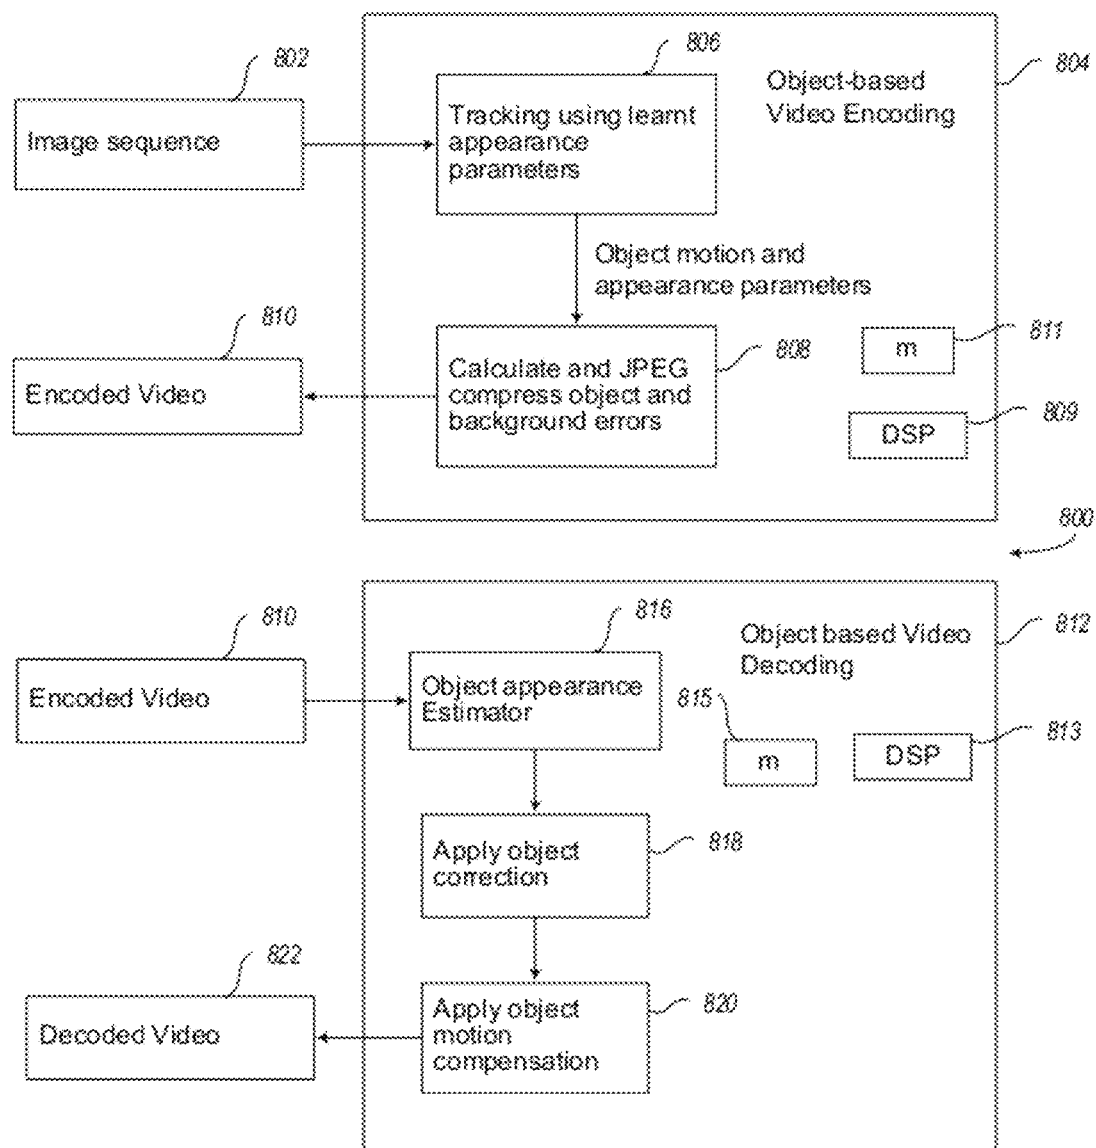 806
802
804
Object-based
Video Encoding
Tracking using learnt
appearance
parameters
Image sequence
Object motion and
appearance parameters
810
811
m
808
Calculate and JPEG
compress object and
background errors
Encoded Video
809
DSP
800
810
816
812
Object based Video
Decoding
Encoded Video
Object appearance
Estimator
815
813
m
DSP
818
Apply object
correction
822
820
Apply object
motion
compensation
Decoded Video